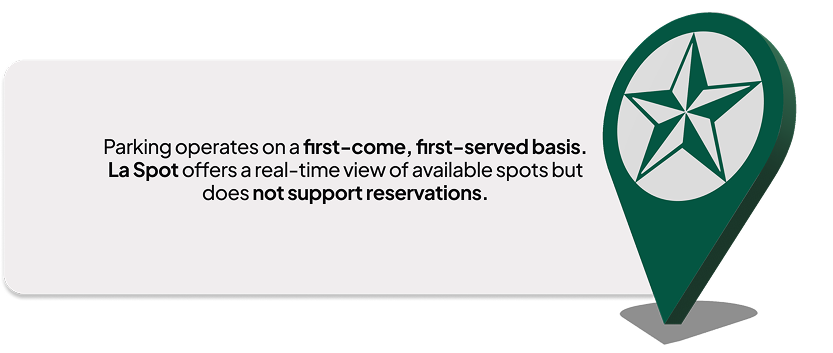 Parking operates on a first-come, first-served basis.
La Spot offers a real-time view of available spots but
does not support reservations.